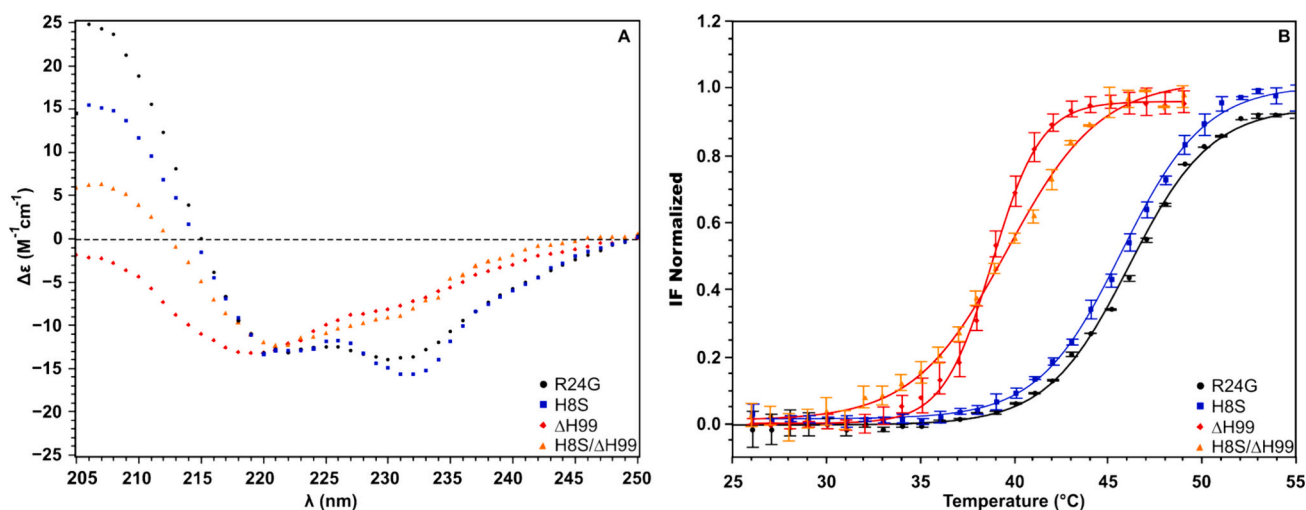 A
25
20
15
10
5
0
−5
−10
−15
−20
−25
Δε (M⁻¹cm⁻¹)
R24G
H8S
ΔH99
H8S/ΔH99
205 210 215 220 225 230 235 240 245 250
λ (nm)
B
1.2
1.0
0.8
0.6
0.4
0.2
0.0
IF Normalized
R24G
H8S
ΔH99
H8S/ΔH99
25 30 35 40 45 50 55
Temperature (°C)